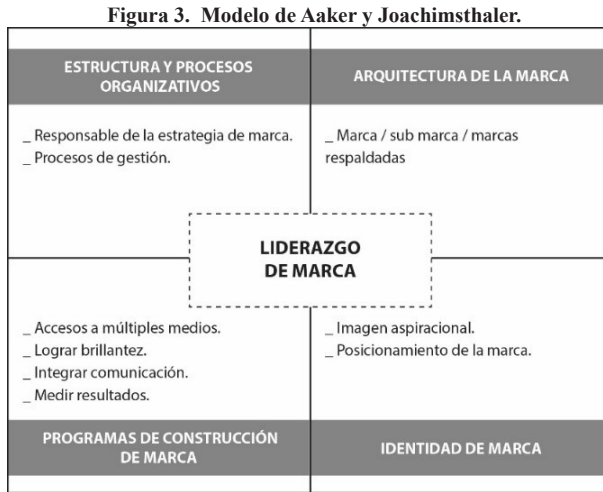 Figura 3. Modelo de Aaker y Joachimsthaler.
ESTRUCTURA Y PROCESOS
ORGANIZATIVOS
_ Responsable de la estrategia de marca.
_ Procesos de gestión.
ARQUITECTURA DE LA MARCA
_ Marca / sub marca / marcas
respaldadas
LIDERAZGO
DE MARCA
_ Accesos a múltiples medios.
_ Lograr brillantez.
_ Integrar comunicación.
_ Medir resultados.
PROGRAMAS DE CONSTRUCCIÓN
DE MARCA
_ Imagen aspiracional.
_ Posicionamiento de la marca.
IDENTIDAD DE MARCA